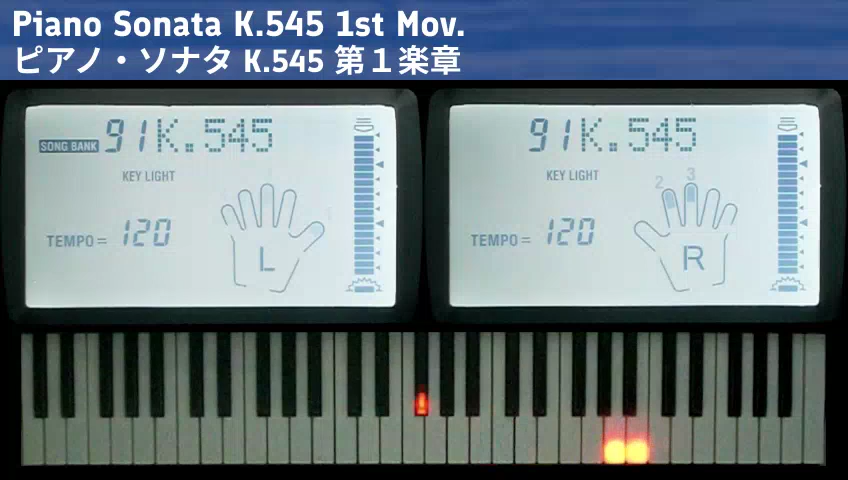 Piano Sonata K.545 1st Mov.
ピアノ・ソナタ K.545 第１楽章
SONG BANK 91K.545
KEY LIGHT
TEMPO= 120
L
91K.545
KEY LIGHT
2 3
TEMPO= 120
R